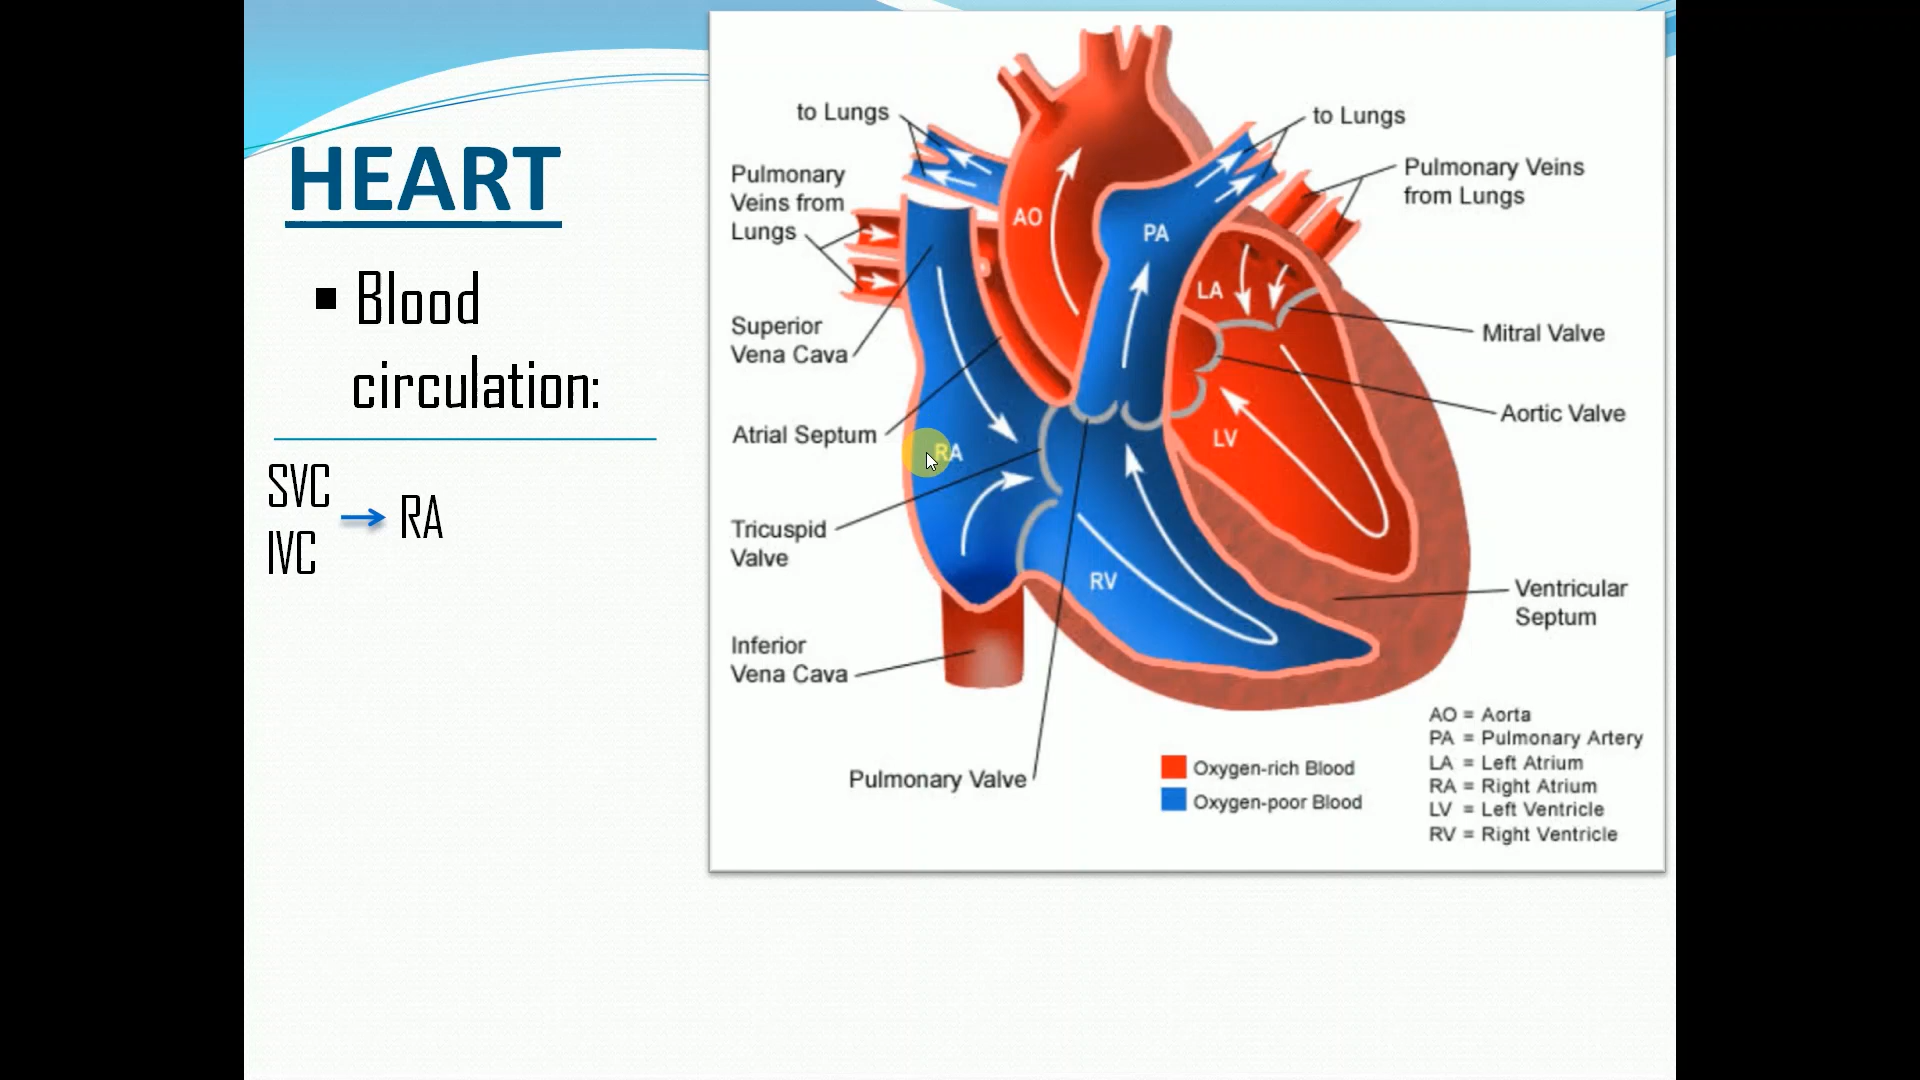 HEART
▪ Blood
circulation:
SVC
IVC
→ RA
to Lungs
Pulmonary
Veins from
Lungs
Superior
Vena Cava
Atrial Septum
Tricuspid
Valve
Inferior
Vena Cava
Pulmonary Valve
AO
PA
LA
LV
RA
RV
to Lungs
Pulmonary Veins
from Lungs
Mitral Valve
Aortic Valve
Ventricular
Septum
Oxygen-rich Blood
Oxygen-poor Blood
AO = Aorta
PA = Pulmonary Artery
LA = Left Atrium
RA = Right Atrium
LV = Left Ventricle
RV = Right Ventricle